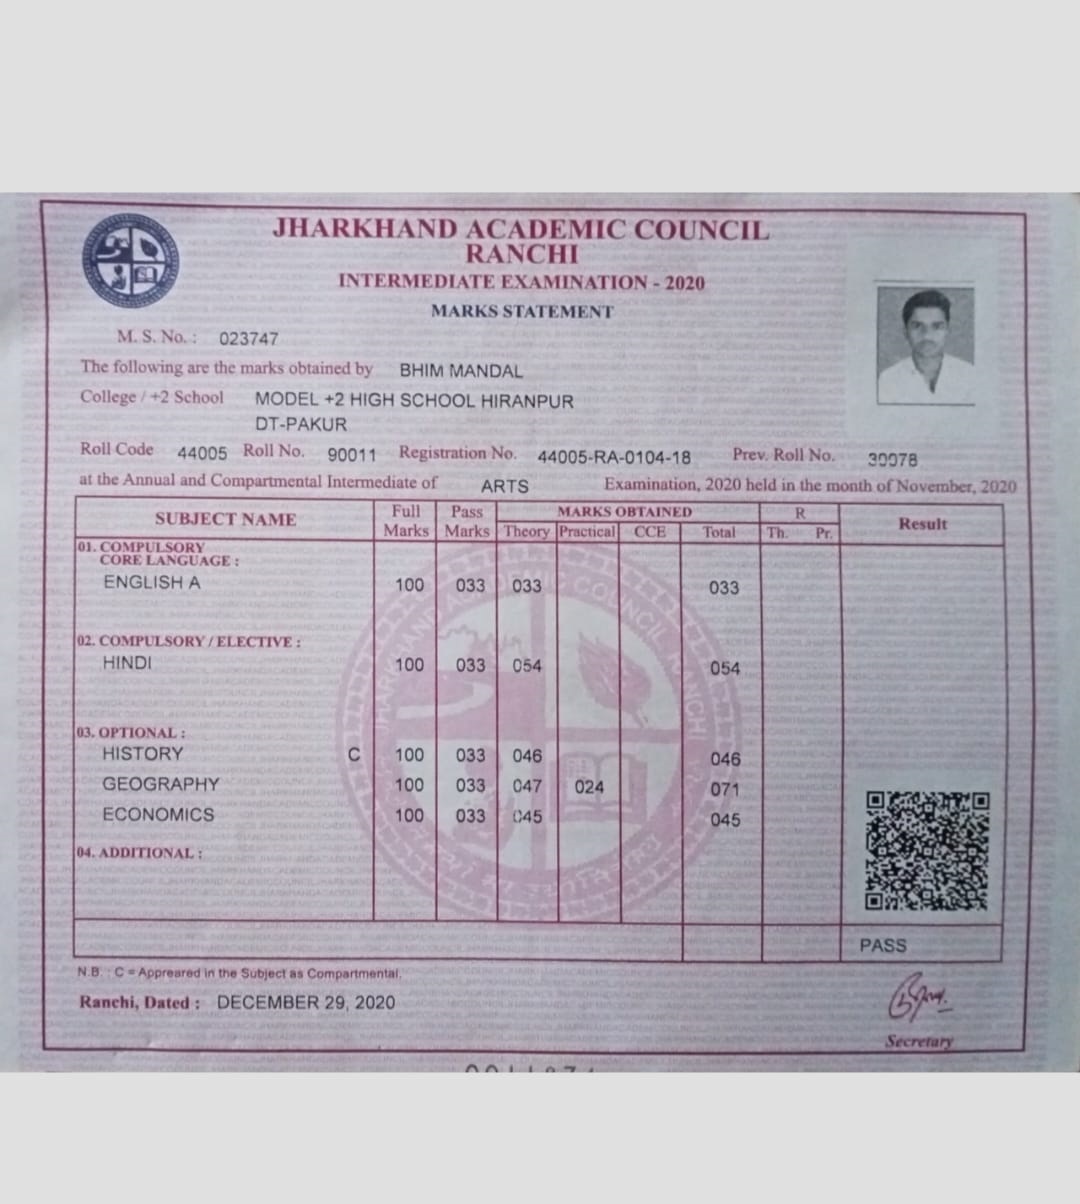 JHARKHAND ACADEMIC COUNCIL
RANCHI
INTERMEDIATE EXAMINATION - 2020
MARKS STATEMENT
M. S. No. : 023747
The following are the marks obtained by BHIM MANDAL
College / +2 School MODEL +2 HIGH SCHOOL HIRANPUR
DT-PAKUR
Roll Code 44005 Roll No. 90011 Registration No. 44005-RA-0104-18 Prev. Roll No. 30078
at the Annual and Compartmental Intermediate of ARTS Examination, 2020 held in the month of November, 2020
SUBJECT NAME Full Marks Pass Marks MARKS OBTAINED R Result
Theory Practical CCE Total Th. Pr.
01. COMPULSORY
CORE LANGUAGE :
ENGLISH A 100 033 033 033
02. COMPULSORY / ELECTIVE :
HINDI 100 033 054 054
03. OPTIONAL :
HISTORY C 100 033 046 046
GEOGRAPHY 100 033 047 024 071
ECONOMICS 100 033 045 045
04. ADDITIONAL :
PASS
N.B. : C = Appreared in the Subject as Compartmental.
Ranchi, Dated : DECEMBER 29, 2020
Secretary